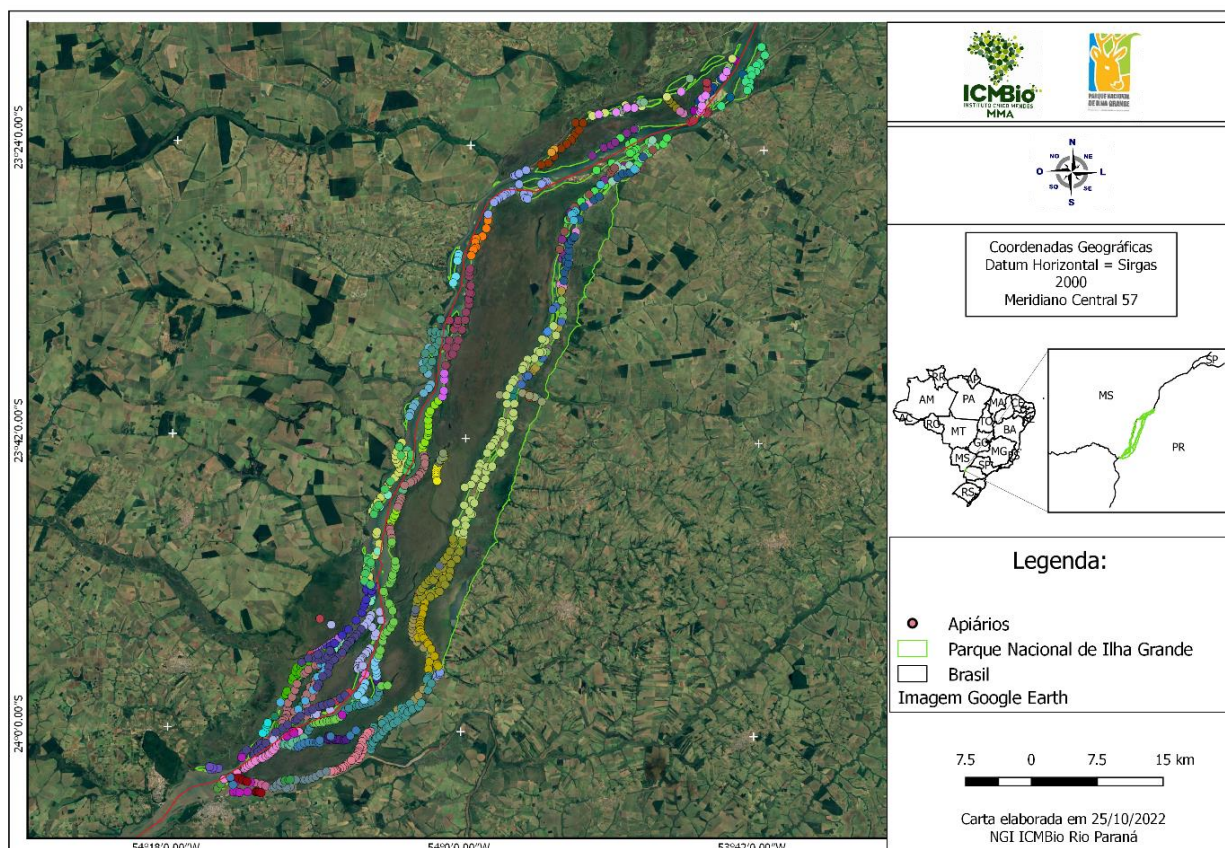 23°24'0.00"S
23°42'0.00"S
24°0'0.00"S
54°18'0.00"W
54°0'0.00"W
53°42'0.00"W
ICMBio
INSTITUTO CHICO MENDES
MMA
PARQUE NACIONAL
DE ILHA GRANDE
N
NO NE
O L
SO SE
S
Coordenadas Geográficas
Datum Horizontal = Sirgas
2000
Meridiano Central 57
RR AP
AM PA MA
AC RO TO
MT BA
GO
MG ES
MS SP
RS
SP
MS
PR
Legenda:
Apiários
Parque Nacional de Ilha Grande
Brasil
Imagem Google Earth
7.5 0 7.5 15 km
Carta elaborada em 25/10/2022
NGI ICMBio Rio Paraná